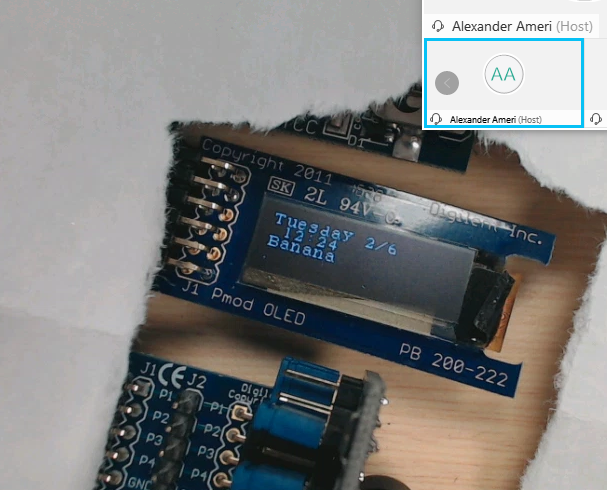 Alexander Ameri (Host)
AA
Alexander Ameri (Host)
CC
D1
Copyright 2011
Digilent Inc.
SK 2L 94V-0
Tuesday 2/6
12:24
Banana
J1 Pmod OLED
PB 200-222
J1 CE J2
P1 P1
P2 P2
P3 P3
P4 P4
GND